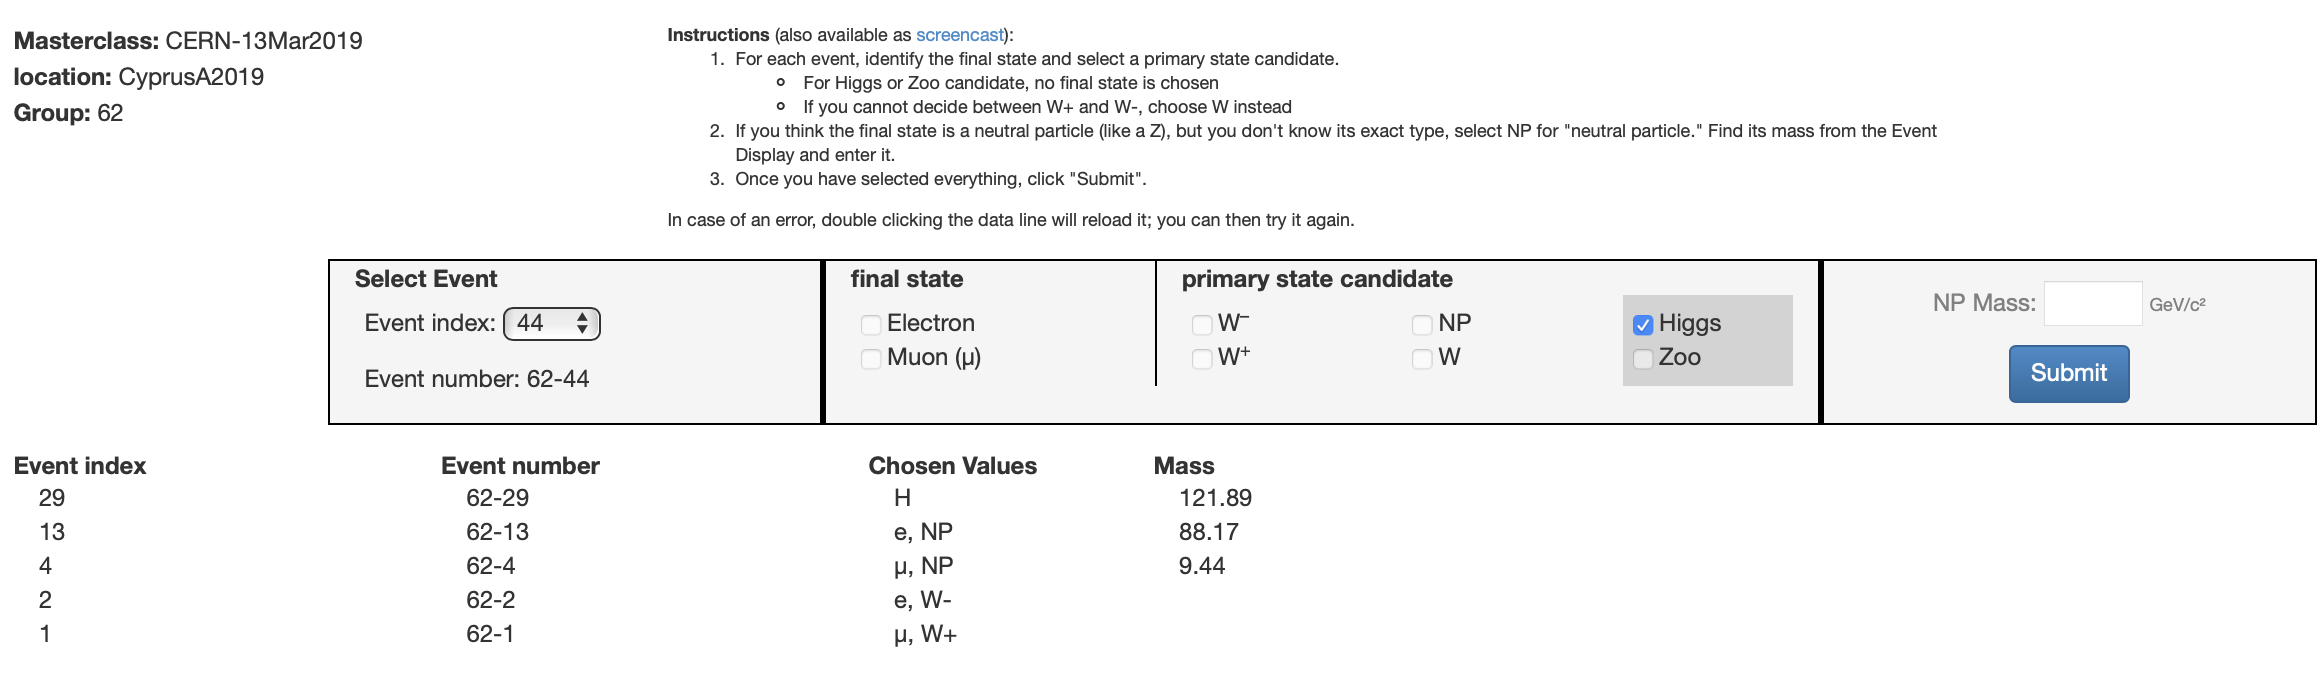 Masterclass: CERN-13Mar2019
location: CyprusA2019
Group: 62
Instructions (also available as screencast):
1. For each event, identify the final state and select a primary state candidate.
For Higgs or Zoo candidate, no final state is chosen
If you cannot decide between W+ and W-, choose W instead
2. If you think the final state is a neutral particle (like a Z), but you don't know its exact type, select NP for "neutral particle." Find its mass from the Event
Display and enter it.
3. Once you have selected everything, click "Submit".
In case of an error, double clicking the data line will reload it; you can then try it again.
Select Event
Event index: 44
Event number: 62-44
final state
Electron
Muon (μ)
primary state candidate
W⁻ NP Higgs
W⁺ W Zoo
NP Mass: GeV/c²
Submit
Event index Event number Chosen Values Mass
29 62-29 H 121.89
13 62-13 e, NP 88.17
4 62-4 μ, NP 9.44
2 62-2 e, W-
1 62-1 μ, W+